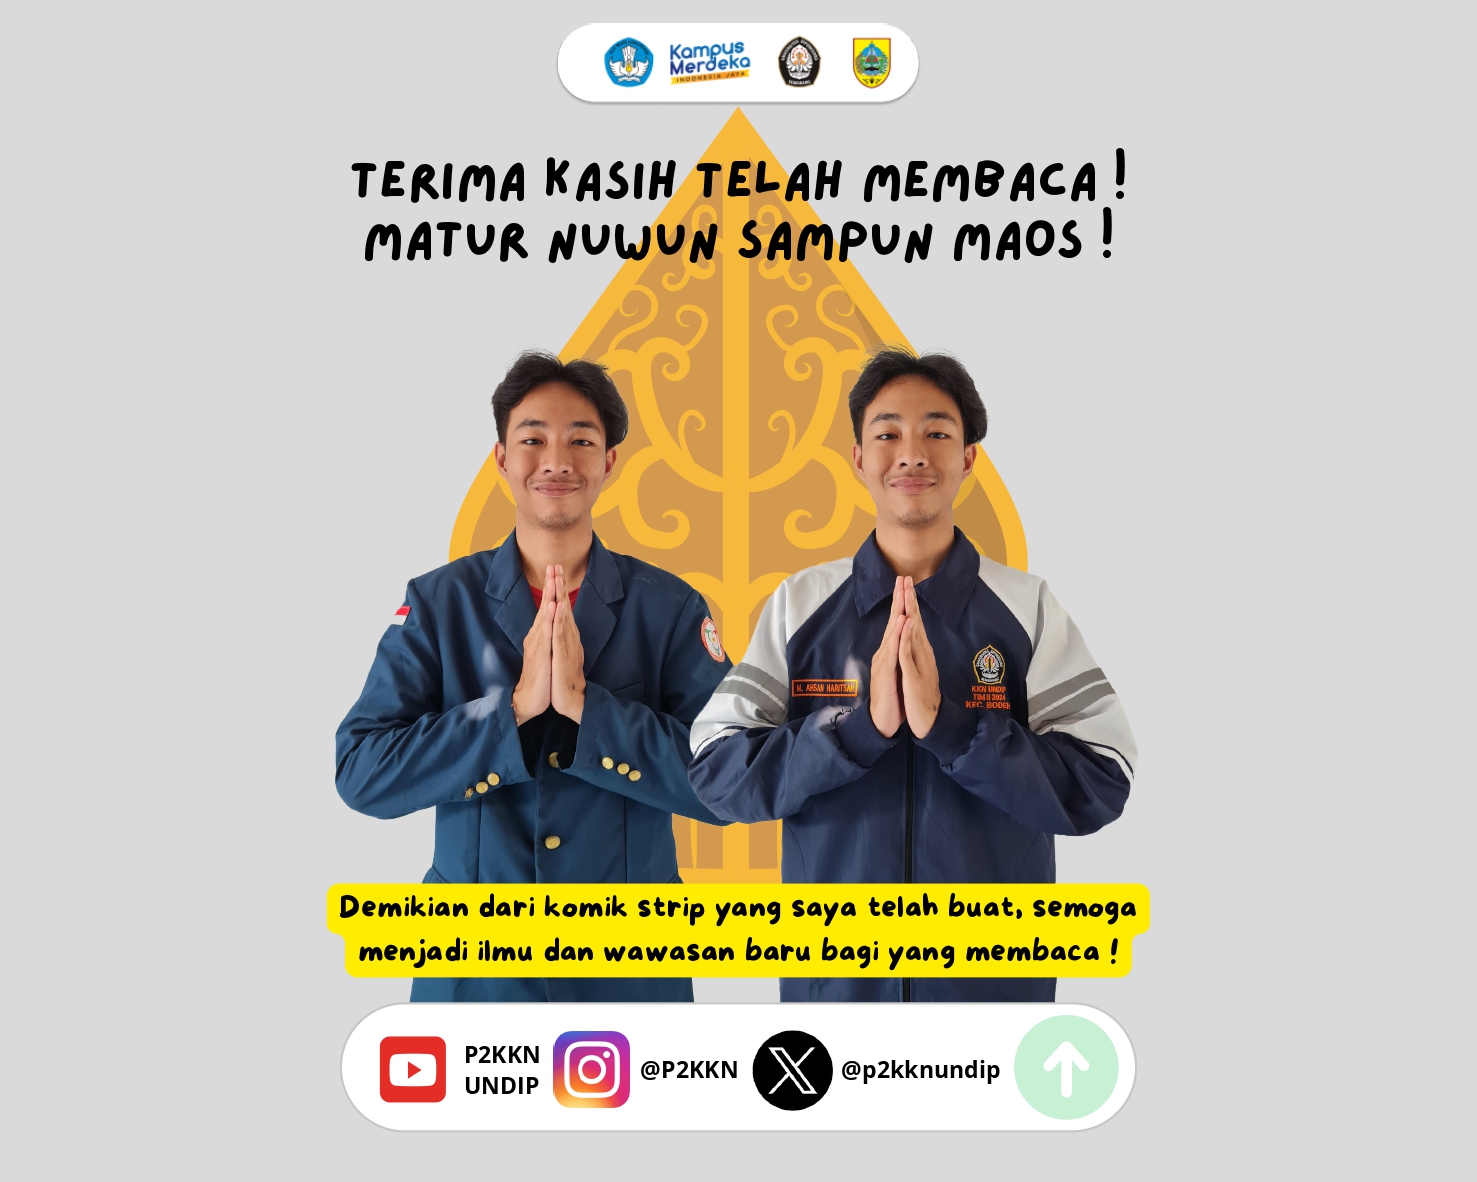 Kampus
Merdeka
INDONESIA JAYA
TERIMA KASIH TELAH MEMBACA !
MATUR NUWUN SAMPUN MAOS !
M. AHSAN HARITSAH
KKN UNDIP
TIM II 2024
KEC. BODEH
Demikian dari komik strip yang saya telah buat, semoga
menjadi ilmu dan wawasan baru bagi yang membaca !
P2KKN
UNDIP
@P2KKN
@p2kknundip